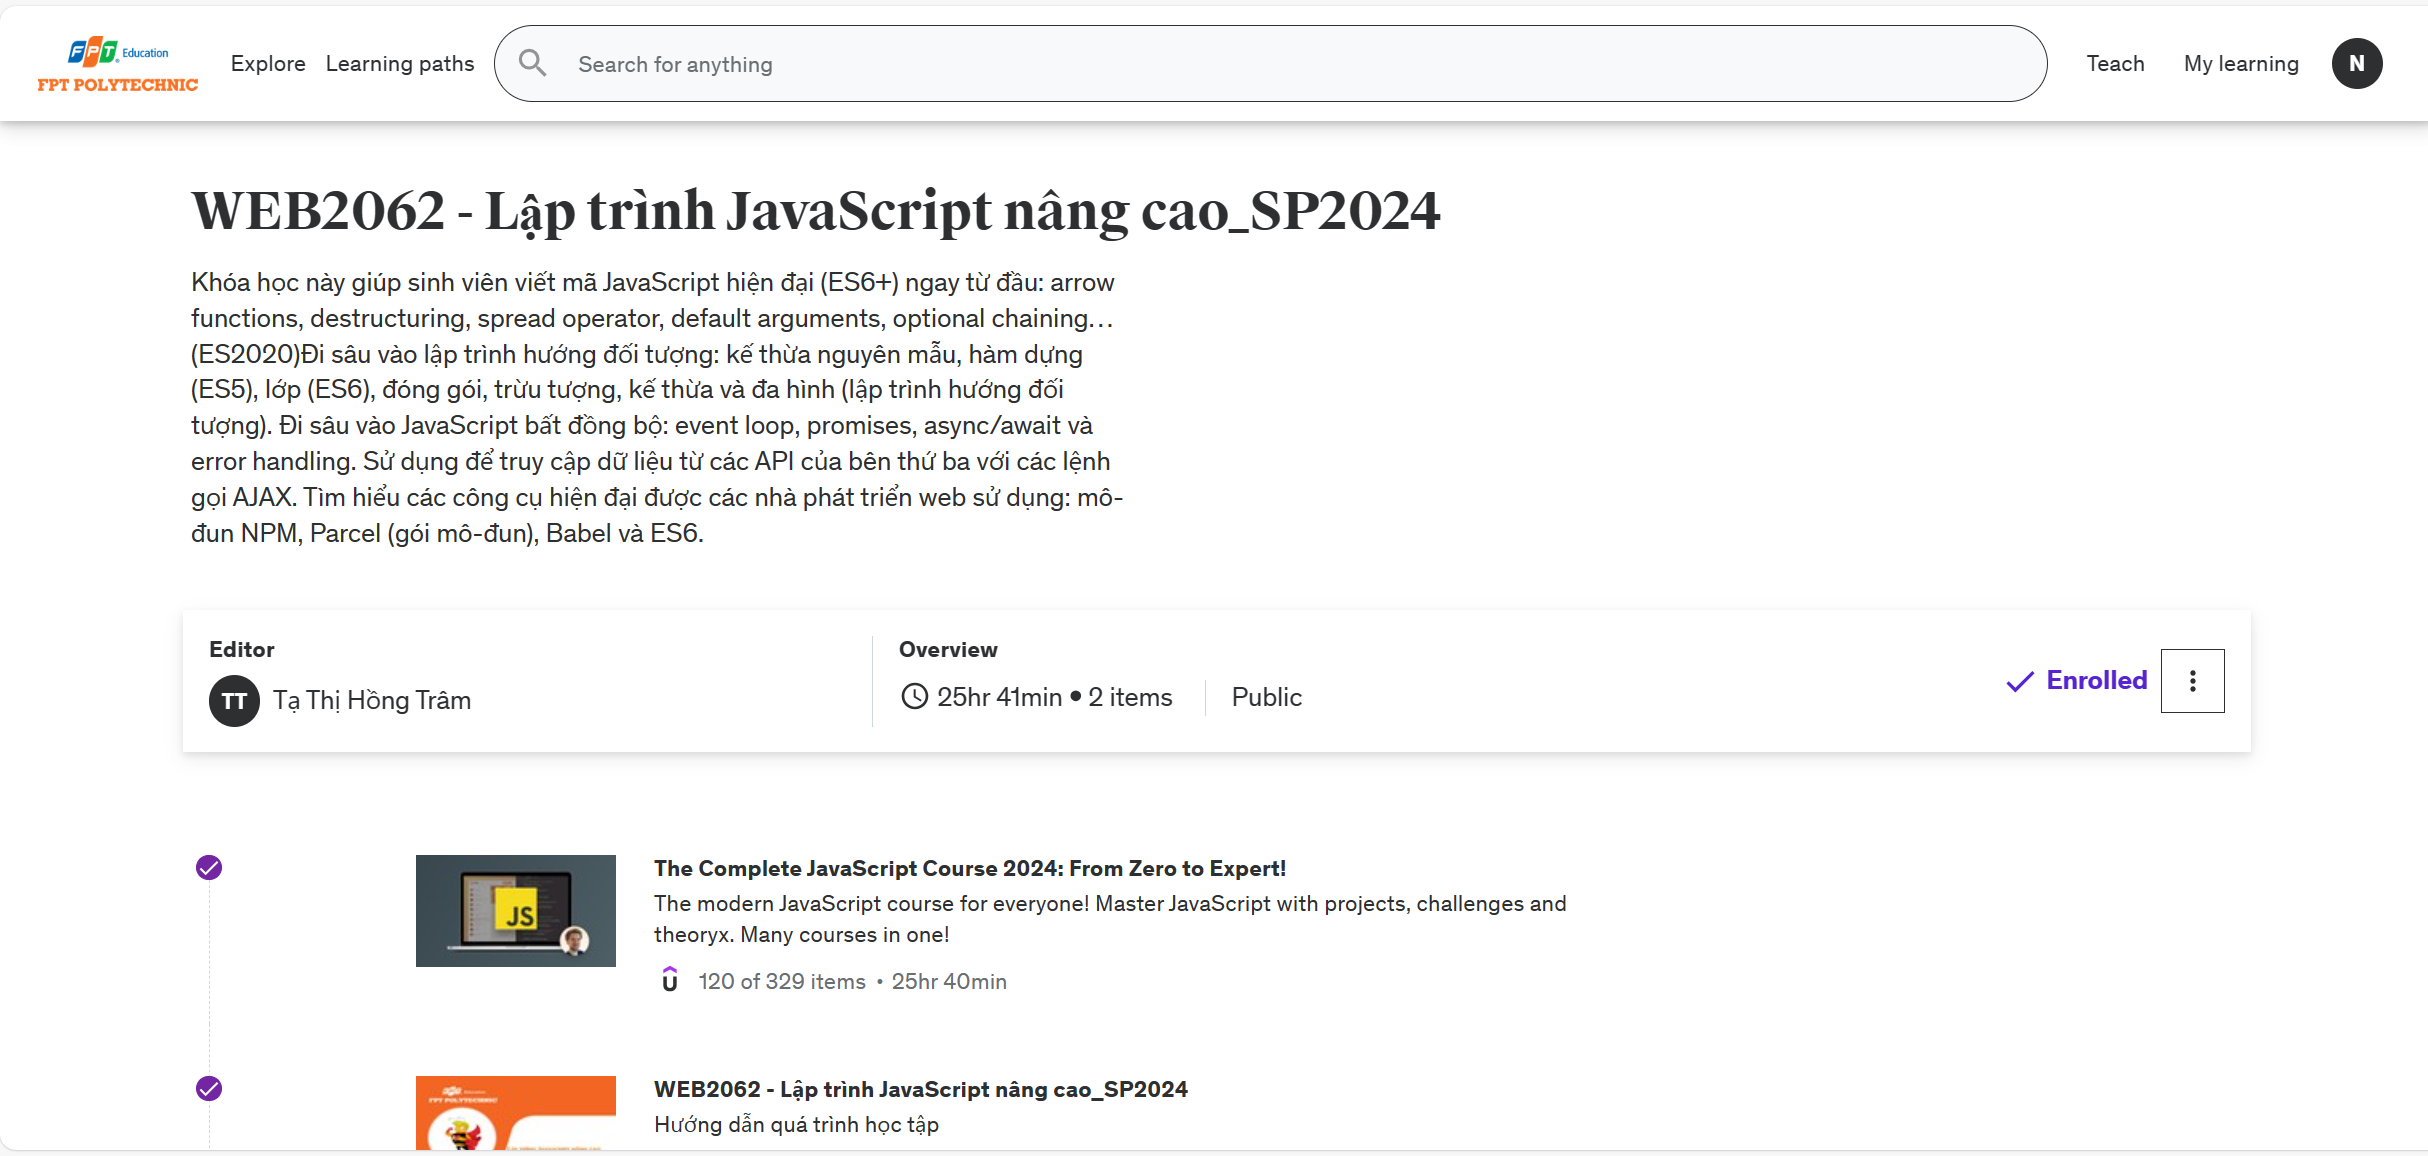 FPT Education
FPT POLYTECHNIC
Explore
Learning paths
Search for anything
Teach
My learning
N
WEB2062 - Lập trình JavaScript nâng cao_SP2024
Khóa học này giúp sinh viên viết mã JavaScript hiện đại (ES6+) ngay từ đầu: arrow
functions, destructuring, spread operator, default arguments, optional chaining…
(ES2020)Đi sâu vào lập trình hướng đối tượng: kế thừa nguyên mẫu, hàm dựng
(ES5), lớp (ES6), đóng gói, trừu tượng, kế thừa và đa hình (lập trình hướng đối
tượng). Đi sâu vào JavaScript bất đồng bộ: event loop, promises, async/await và
error handling. Sử dụng để truy cập dữ liệu từ các API của bên thứ ba với các lệnh
gọi AJAX. Tìm hiểu các công cụ hiện đại được các nhà phát triển web sử dụng: mô-
đun NPM, Parcel (gói mô-đun), Babel và ES6.
Editor
TT
Tạ Thị Hồng Trâm
Overview
25hr 41min • 2 items
Public
Enrolled
JS
The Complete JavaScript Course 2024: From Zero to Expert!
The modern JavaScript course for everyone! Master JavaScript with projects, challenges and
theoryx. Many courses in one!
120 of 329 items • 25hr 40min
FPT POLYTECHNIC
WEB2062 - Lập trình JavaScript nâng cao_SP2024
Hướng dẫn quá trình học tập